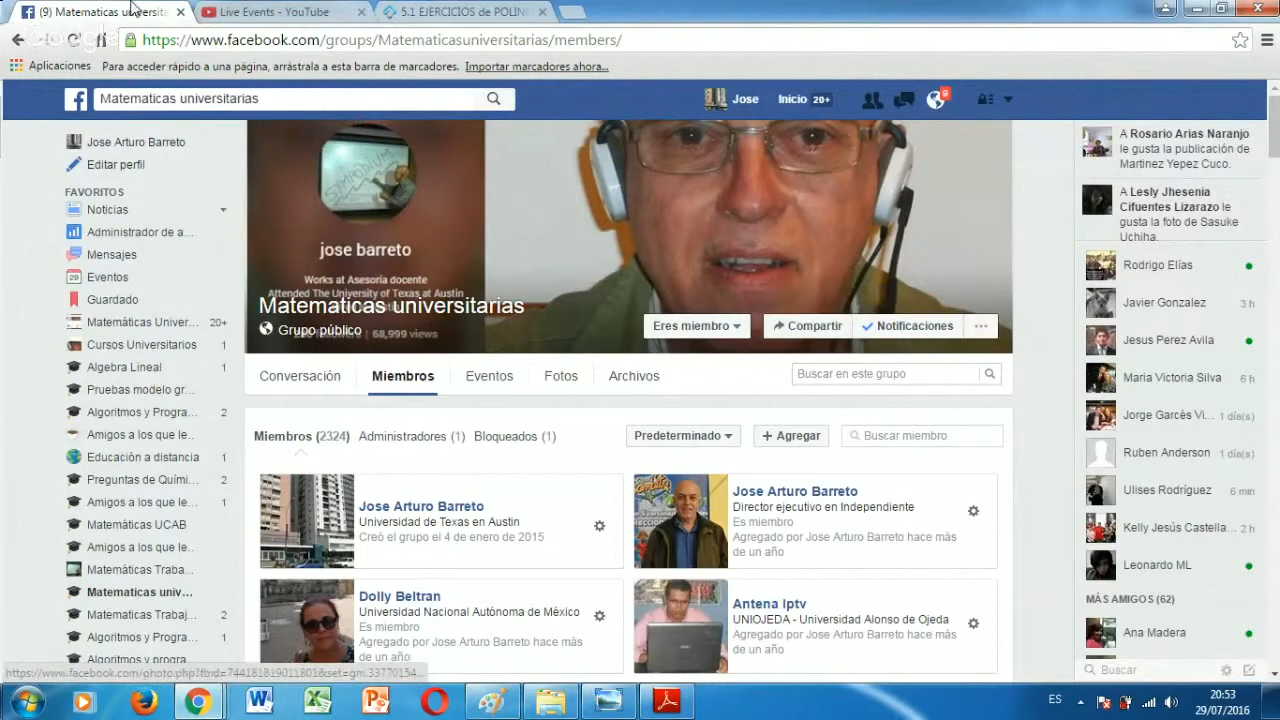 (9) Matematicas universita
Live Events - YouTube
5.1 EJERCICIOS de POLINO
https://www.facebook.com/groups/Matematicasuniversitarias/members/
Aplicaciones
Para acceder rápido a una página, arrástrala a esta barra de marcadores.
Importar marcadores ahora...
Matematicas universitarias
Jose
Inicio 20+
9
Jose Arturo Barreto
Editar perfil
FAVORITOS
Noticias
Administrador de a...
Mensajes
Eventos
Guardado
Matemáticas Univer... 20+
Cursos Universitarios 1
Algebra Lineal 1
Pruebas modelo gr...
Algoritmos y Progra... 2
Amigos a los que le...
Educación a distancia 1
Preguntas de Quími... 2
Amigos a los que le... 1
Matemáticas UCAB
Amigos a los que le...
Matemáticas Traba...
Matematicas univ...
Matemáticas Trabaj... 2
Algoritmos y Progra... 1
Algoritmos y progra
jose barreto
Works at Asesoría docente
Attended The University of Texas at Austin
Matematicas universitarias
Grupo público
68,999 views
Eres miembro
Compartir
Notificaciones
Conversación
Miembros
Eventos
Fotos
Archivos
Buscar en este grupo
Miembros (2324)
Administradores (1)
Bloqueados (1)
Predeterminado
+ Agregar
Buscar miembro
Jose Arturo Barreto
Universidad de Texas en Austin
Creó el grupo el 4 de enero de 2015
Jose Arturo Barreto
Director ejecutivo en Independiente
Es miembro
Agregado por Jose Arturo Barreto hace más
de un año
Dolly Beltran
Universidad Nacional Autónoma de México
Es miembro
Agregado por Jose Arturo Barreto hace más
de un año
Antena Iptv
UNIOJEDA - Universidad Alonso de Ojeda
Agregado por Jose Arturo Barreto hace más
de un año
A Rosario Arias Naranjo
le gusta la publicación de
Martinez Yepez Cuco.
A Lesly Jhesenia
Cifuentes Lizarazo le
gusta la foto de Sasuke
Uchiha.
Rodrigo Elías
Javier Gonzalez 3 h
Jesus Perez Avila
Maria Victoria Silva 6 h
Jorge Garcés Vi... 1 día(s)
Ruben Anderson 1 día(s)
Ulises Rodríguez 6 min
Kelly Jesús Castella... 2 h
Leonardo ML
MÁS AMIGOS (62)
Ana Madera
Buscar
ES
20:53
29/07/2016